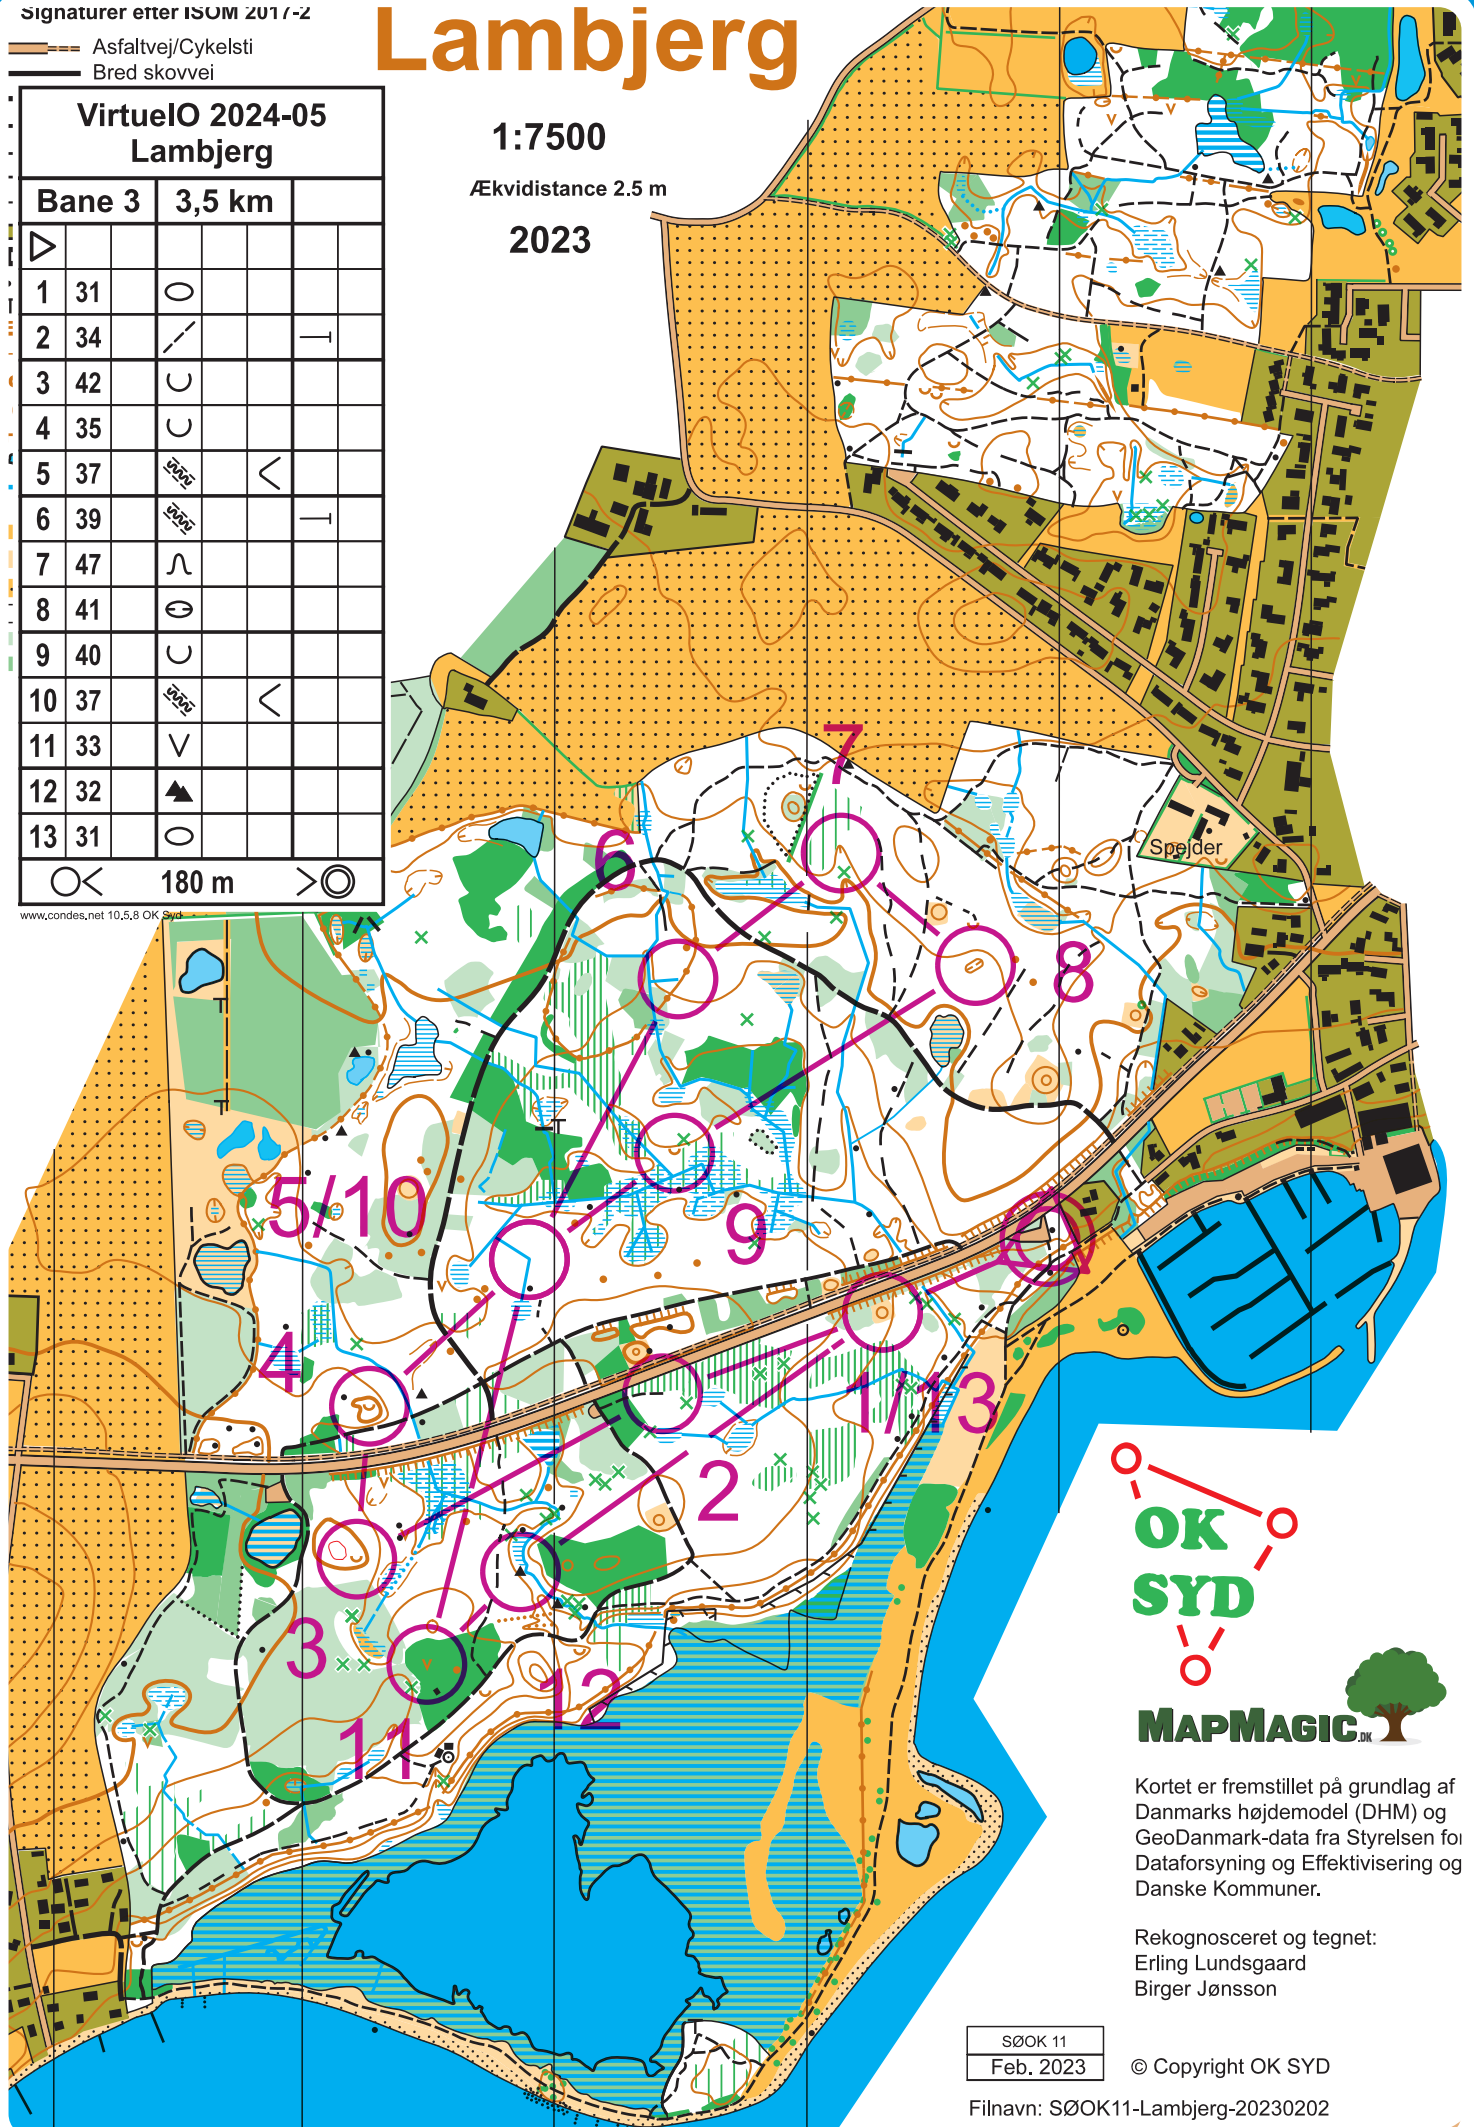 Signaturer efter ISOM 2017-2
Asfaltvej/Cykelsti
Bred skovvei
Lambjerg
1:7500
Ækvidistance 2.5 m
2023
VirtuelO 2024-05
Lambjerg
Bane 3 3,5 km
1 31
2 34
3 42
4 35
5 37
6 39
7 47
8 41
9 40
10 37
11 33
12 32
13 31
180 m
www.condes.net 10.5.8 OK Syd
7
6
Spejder
8
5/10
9
4
1/13
2
3
12
11
OK
SYD
MAPMAGIC.DK
Kortet er fremstillet på grundlag af
Danmarks højdemodel (DHM) og
GeoDanmark-data fra Styrelsen for
Dataforsyning og Effektivisering og
Danske Kommuner.
Rekognosceret og tegnet:
Erling Lundsgaard
Birger Jønsson
SØOK 11
Feb. 2023
© Copyright OK SYD
Filnavn: SØOK11-Lambjerg-20230202